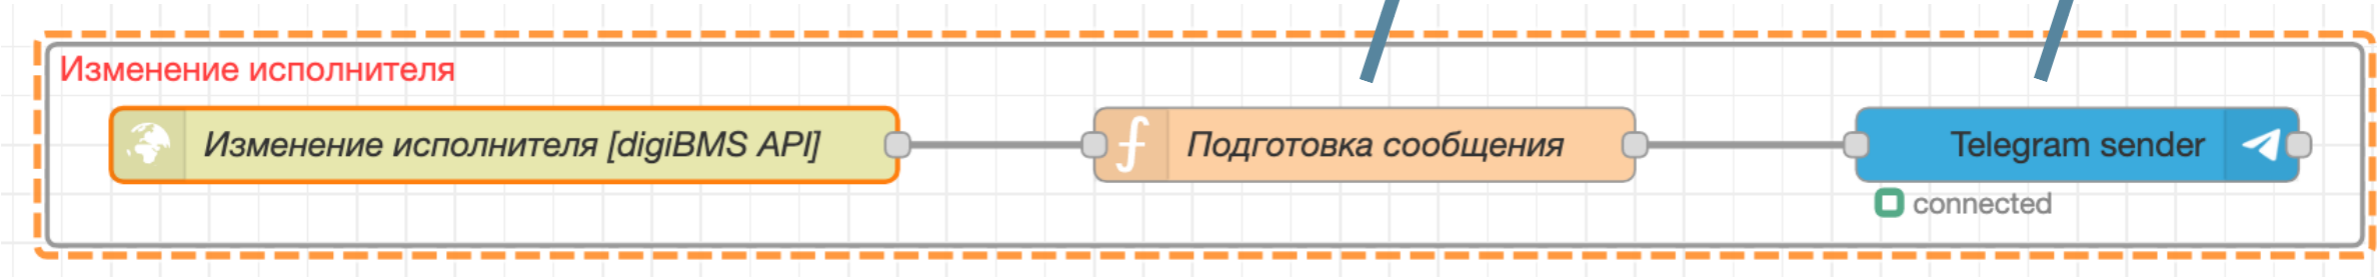 Изменение исполнителя
Изменение исполнителя [digiBMS API]
Подготовка сообщения
Telegram sender
connected